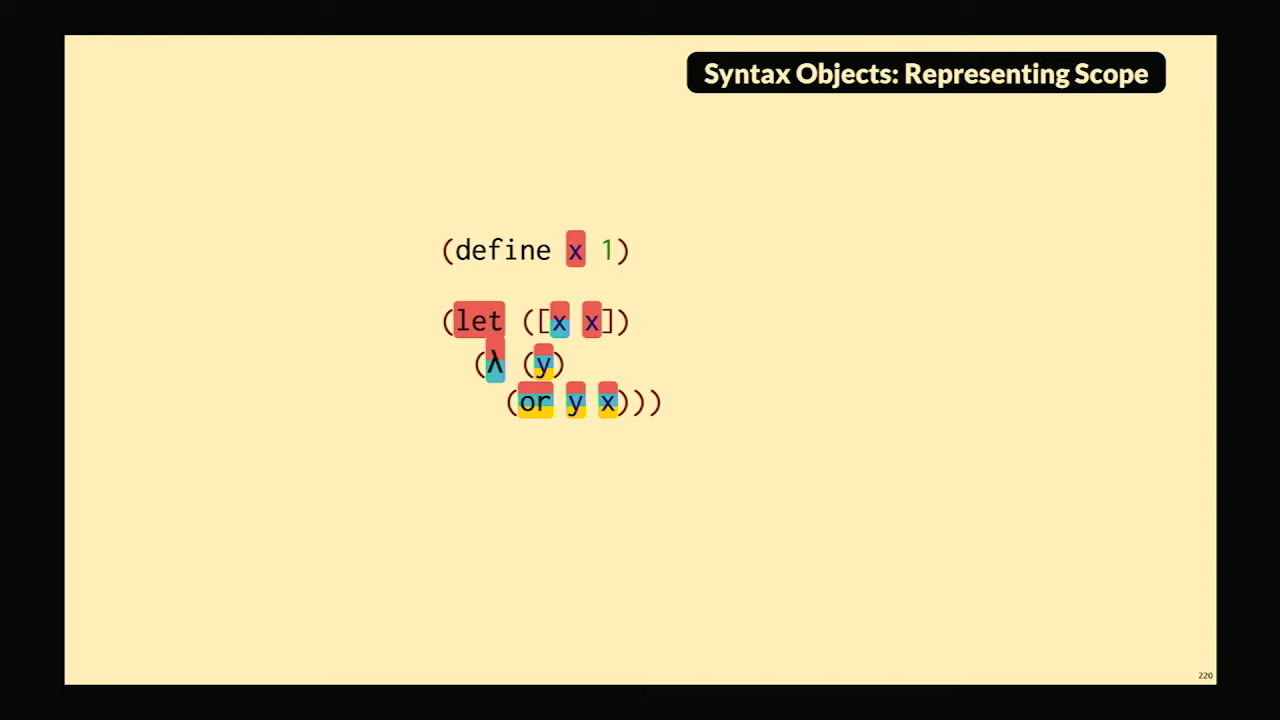 Syntax Objects: Representing Scope
(define x 1)
(let ([x x])
(λ (y)
(or y x)))
220